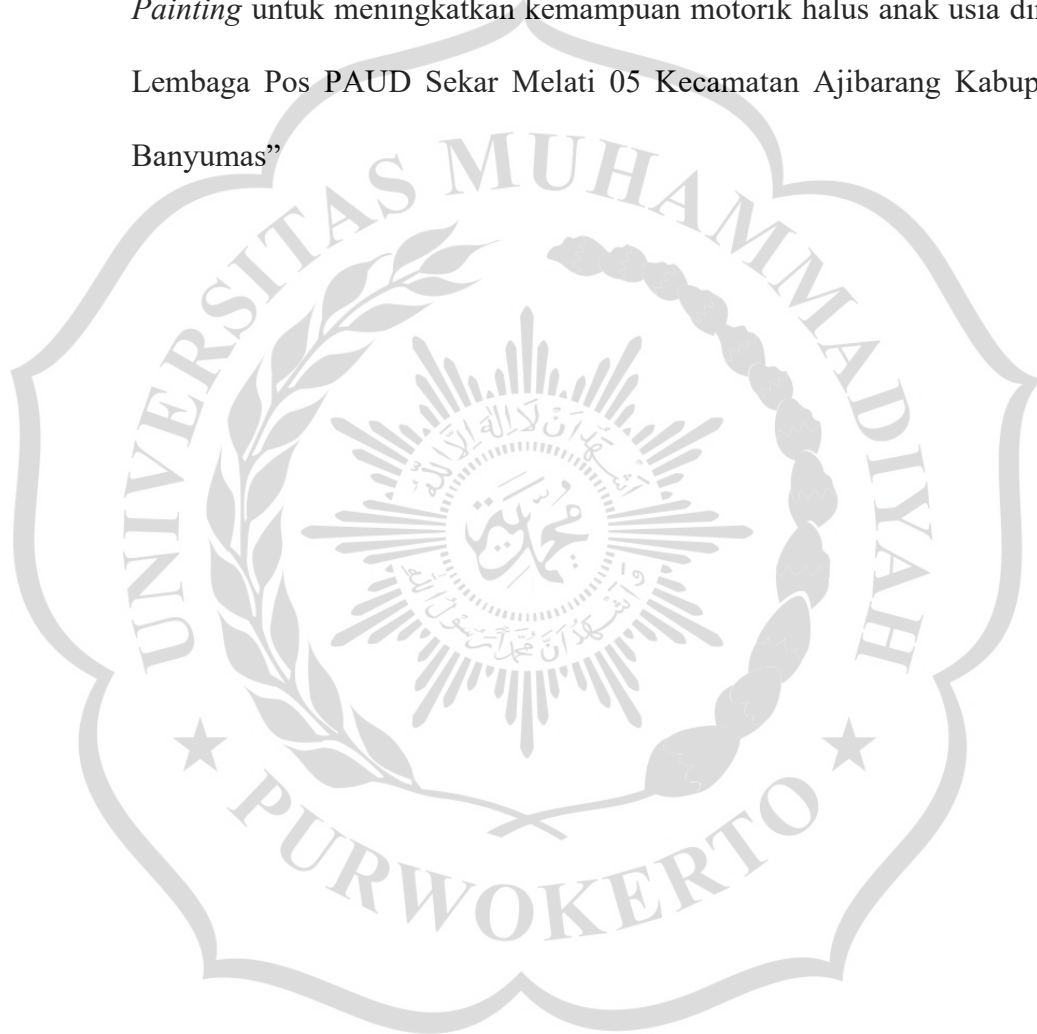 Painting untuk meningkatkan kemampuan motorik halus anak usia
Lembaga Pos PAUD Sekar Melati 05 Kecamatan Ajibarang
Banyumas”
UNIVERSITAS MUHAMMADIYAH
PURWOKERTO